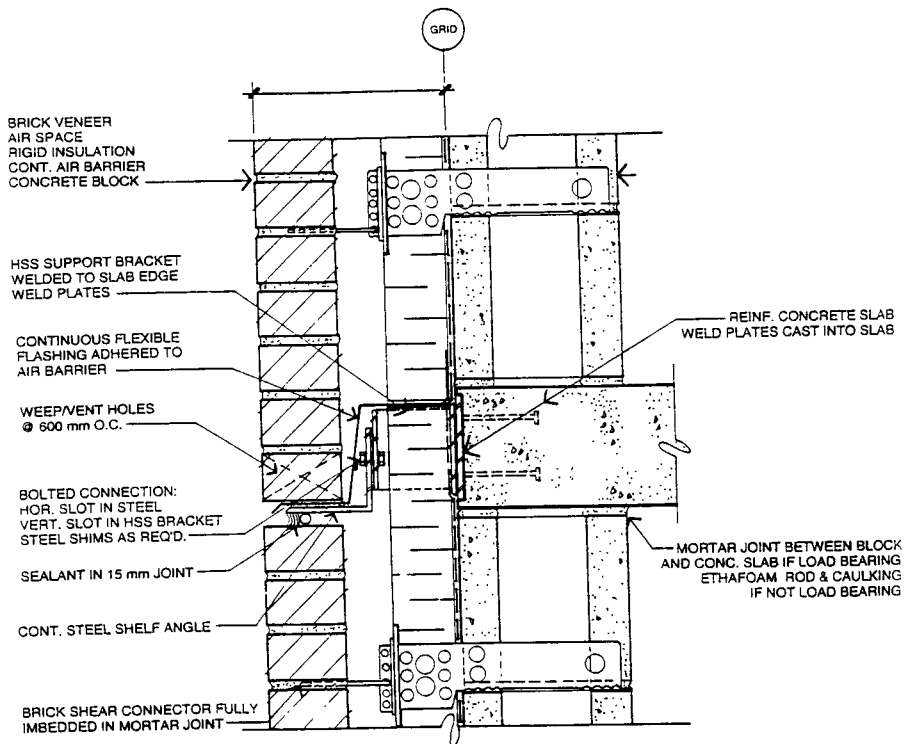 GRID
BRICK VENEER
AIR SPACE
RIGID INSULATION
CONT. AIR BARRIER
CONCRETE BLOCK
HSS SUPPORT BRACKET
WELDED TO SLAB EDGE
WELD PLATES
CONTINUOUS FLEXIBLE
FLASHING ADHERED TO
AIR BARRIER
WEEP/VENT HOLES
@ 600 mm O.C.
BOLTED CONNECTION:
HOR. SLOT IN STEEL
VERT. SLOT IN HSS BRACKET
STEEL SHIMS AS REQ'D.
SEALANT IN 15 mm JOINT
CONT. STEEL SHELF ANGLE
BRICK SHEAR CONNECTOR FULLY
IMBEDDED IN MORTAR JOINT
REINF. CONCRETE SLAB
WELD PLATES CAST INTO SLAB
MORTAR JOINT BETWEEN BLOCK
AND CONC. SLAB IF LOAD BEARING
ETHAFOAM ROD & CAULKING
IF NOT LOAD BEARING